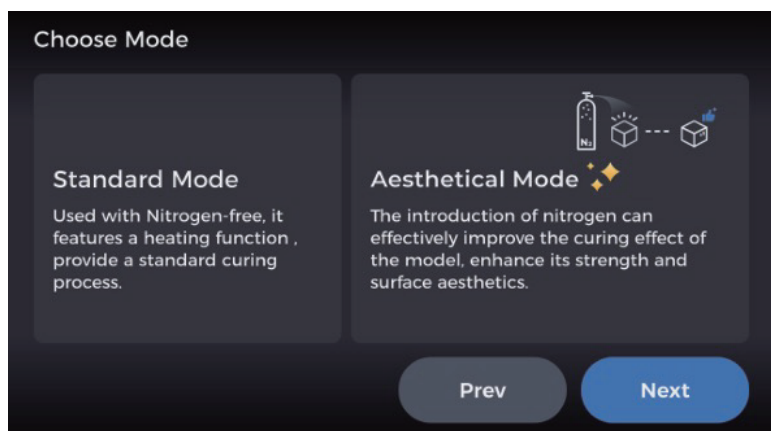 Choose Mode
Standard Mode
Used with Nitrogen-free, it
features a heating function ,
provide a standard curing
process.
N₂
Aesthetical Mode
The introduction of nitrogen can
effectively improve the curing effect of
the model, enhance its strength and
surface aesthetics.
Prev
Next